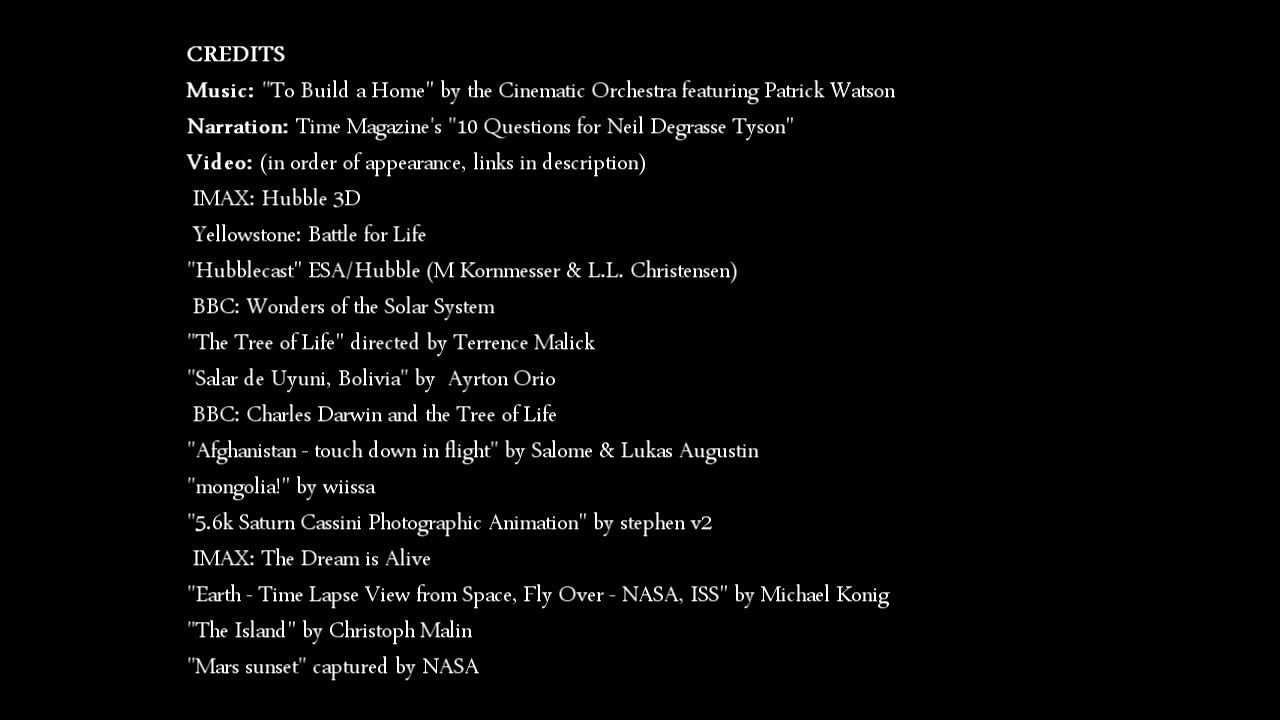 CREDITS
Music: "To Build a Home" by the Cinematic Orchestra featuring Patrick Watson
Narration: Time Magazine's "10 Questions for Neil Degrasse Tyson"
Video: (in order of appearance, links in description)
IMAX: Hubble 3D
Yellowstone: Battle for Life
"Hubblecast" ESA/Hubble (M Kornmesser & L.L. Christensen)
BBC: Wonders of the Solar System
"The Tree of Life" directed by Terrence Malick
"Salar de Uyuni, Bolivia" by  Ayrton Orio
BBC: Charles Darwin and the Tree of Life
"Afghanistan - touch down in flight" by Salome & Lukas Augustin
"mongolia!" by wiissa
"5.6k Saturn Cassini Photographic Animation" by stephen v2
IMAX: The Dream is Alive
"Earth - Time Lapse View from Space, Fly Over - NASA, ISS" by Michael Konig
"The Island" by Christoph Malin
"Mars sunset" captured by NASA